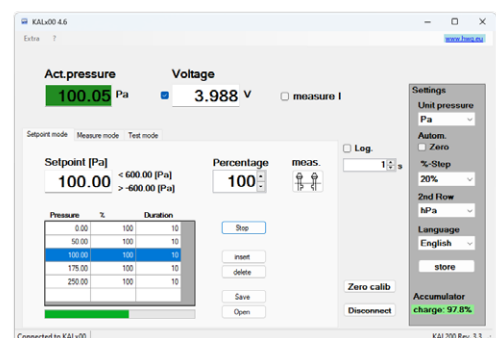 KALx00 4.6
Extra ?
www.hwg.eu
Act.pressure
Voltage
100.05 Pa
3.988 V
measure I
Settings
Unit pressure
Pa
Autom.
Zero
%-Step
20%
2nd Row
hPa
Language
English
store
Accumulator
charge: 97.8%
Setpoint mode Measure mode Test mode
Log.
1 s
Setpoint [Pa]
Percentage
meas.
100.00
< 600.00 [Pa]
> -600.00 [Pa]
100
Pressure % Duration
0.00 100 10
50.00 100 10
100.00 100 10
175.00 100 10
250.00 100 10
Stop
insert
delete
Save
Open
Zero calib
Disconnect
Connected to KALx00
KAL200 Rev. 3.3